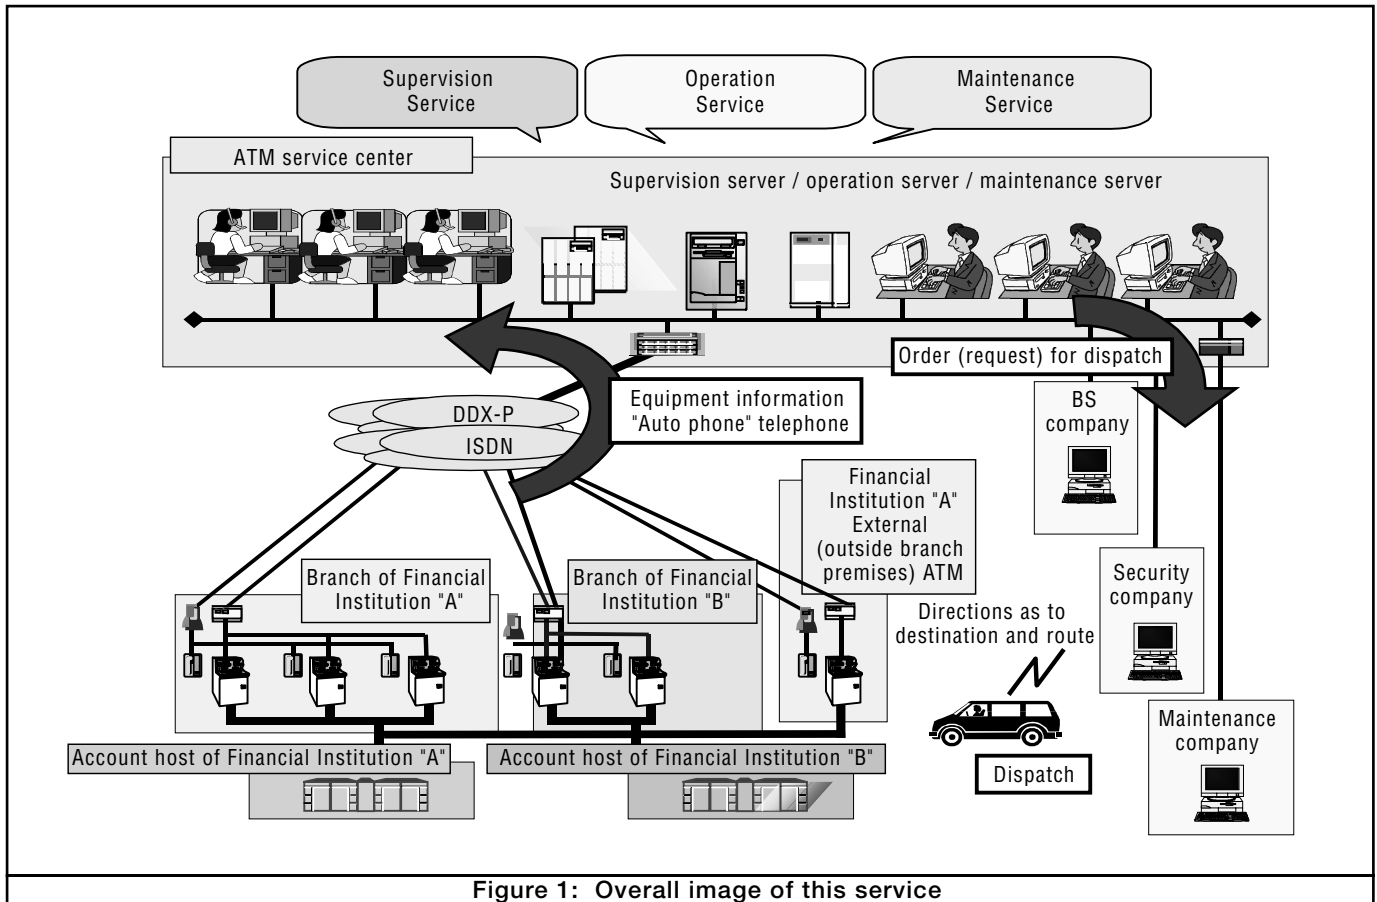 Supervision
Service
Operation
Service
Maintenance
Service
ATM service center
Supervision server / operation server / maintenance server
Order (request) for dispatch
Equipment information
"Auto phone" telephone
DDX-P
ISDN
BS
company
Financial
Institution "A"
External
(outside branch
premises) ATM
Branch of Financial
Institution "A"
Branch of Financial
Institution "B"
Security
company
Directions as to
destination and route
Maintenance
company
Account host of Financial Institution "A"
Account host of Financial Institution "B"
Dispatch
Figure 1: Overall image of this service